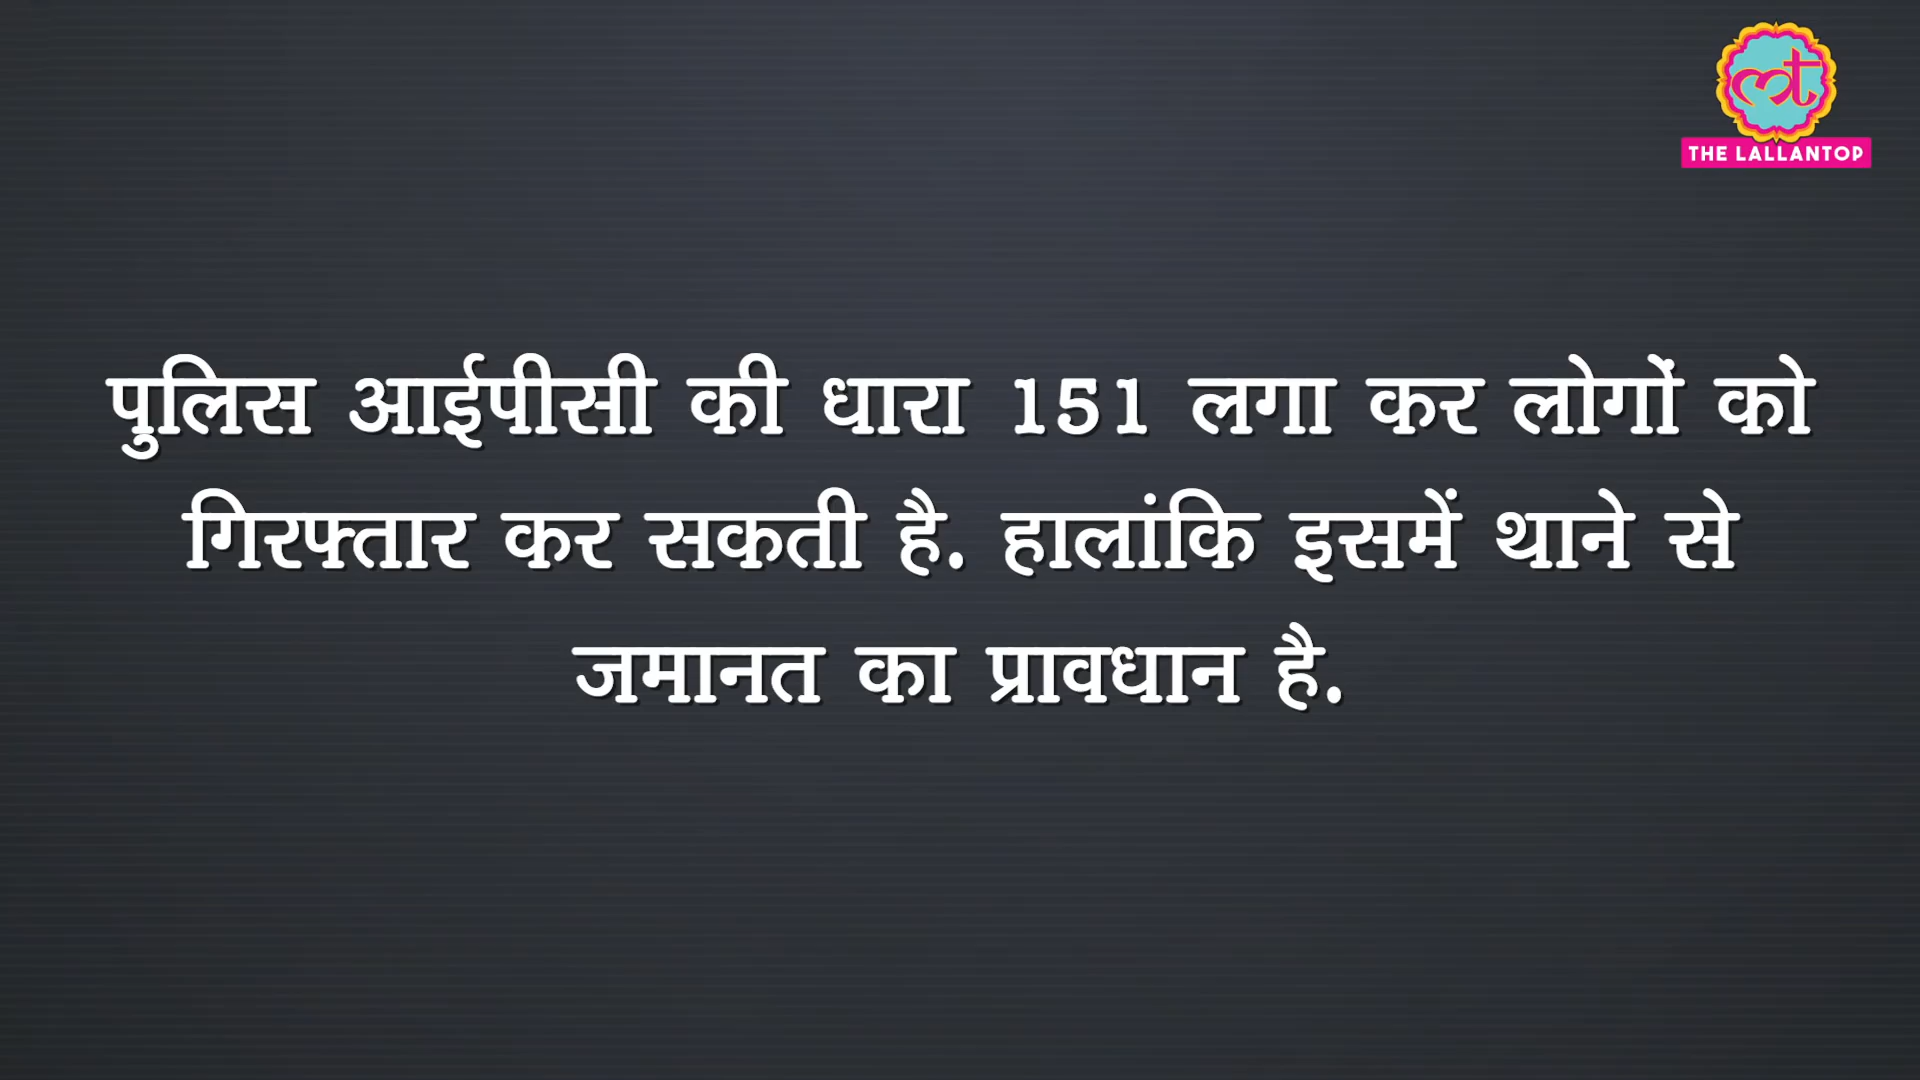 THE LALLANTOP
पुलिस आईपीसी की धारा 151 लगा कर लोगों को
गिरफ्तार कर सकती है. हालांकि इसमें थाने से
जमानत का प्रावधान है.